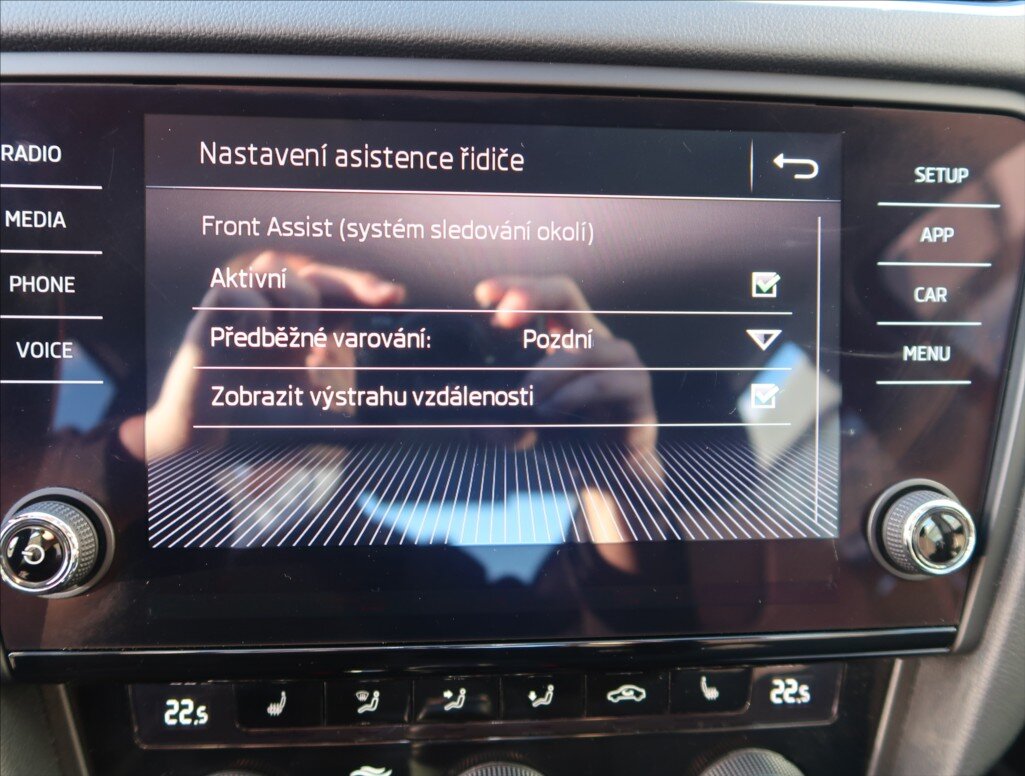 RADIO
MEDIA
PHONE
VOICE
Nastavení asistence řidiče
Front Assist (systém sledování okolí)
Aktivní
Předběžné varování: Pozdní
Zobrazit výstrahu vzdálenosti
SETUP
APP
CAR
MENU
22.5
22.5